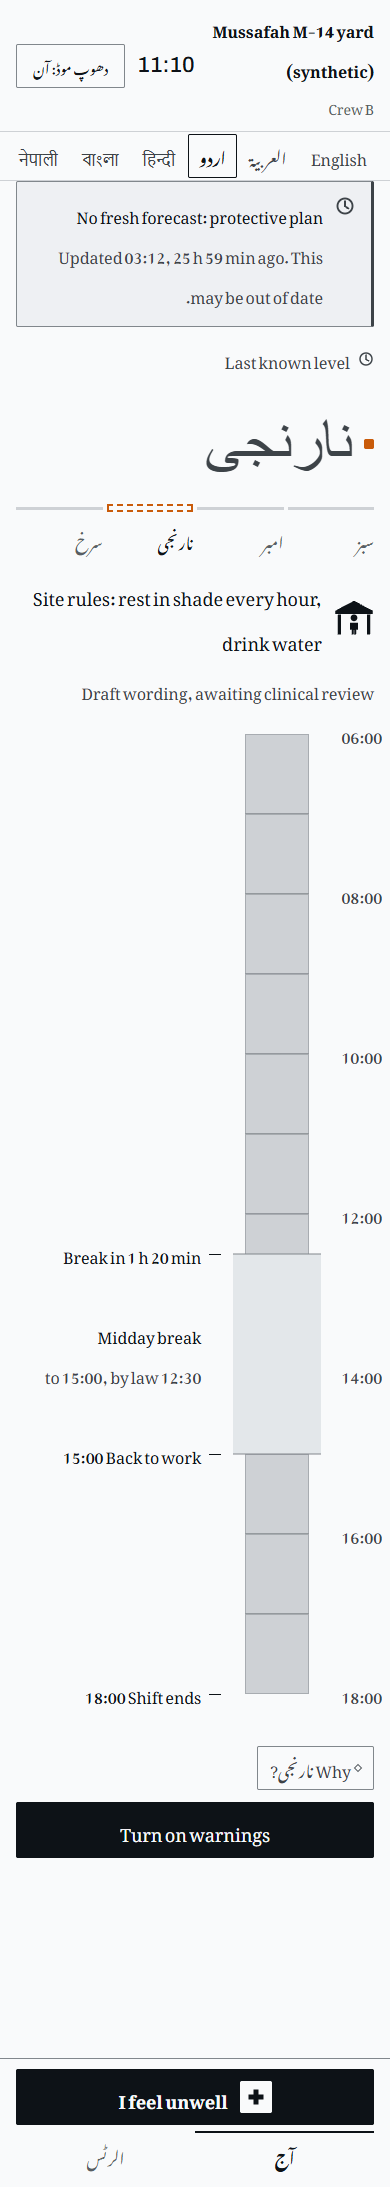 Mussafah M-14 yard
(synthetic)
Crew B
11:10
دھوپ موڈ: آن
English
العربية
اردو
हिन्दी
বাংলা
नेपाली
No fresh forecast: protective plan
Updated 03:12, 25 h 59 min ago. This
may be out of date.
Last known level
نارنجی
سبز
امبر
نارنجی
سرخ
Site rules: rest in shade every hour,
drink water
Draft wording, awaiting clinical review
06:00
08:00
10:00
12:00
Break in 1 h 20 min
Midday break
to 15:00, by law 12:30
14:00
15:00 Back to work
16:00
18:00 Shift ends
18:00
Why نارنجی?
Turn on warnings
I feel unwell
آج
الرٹس